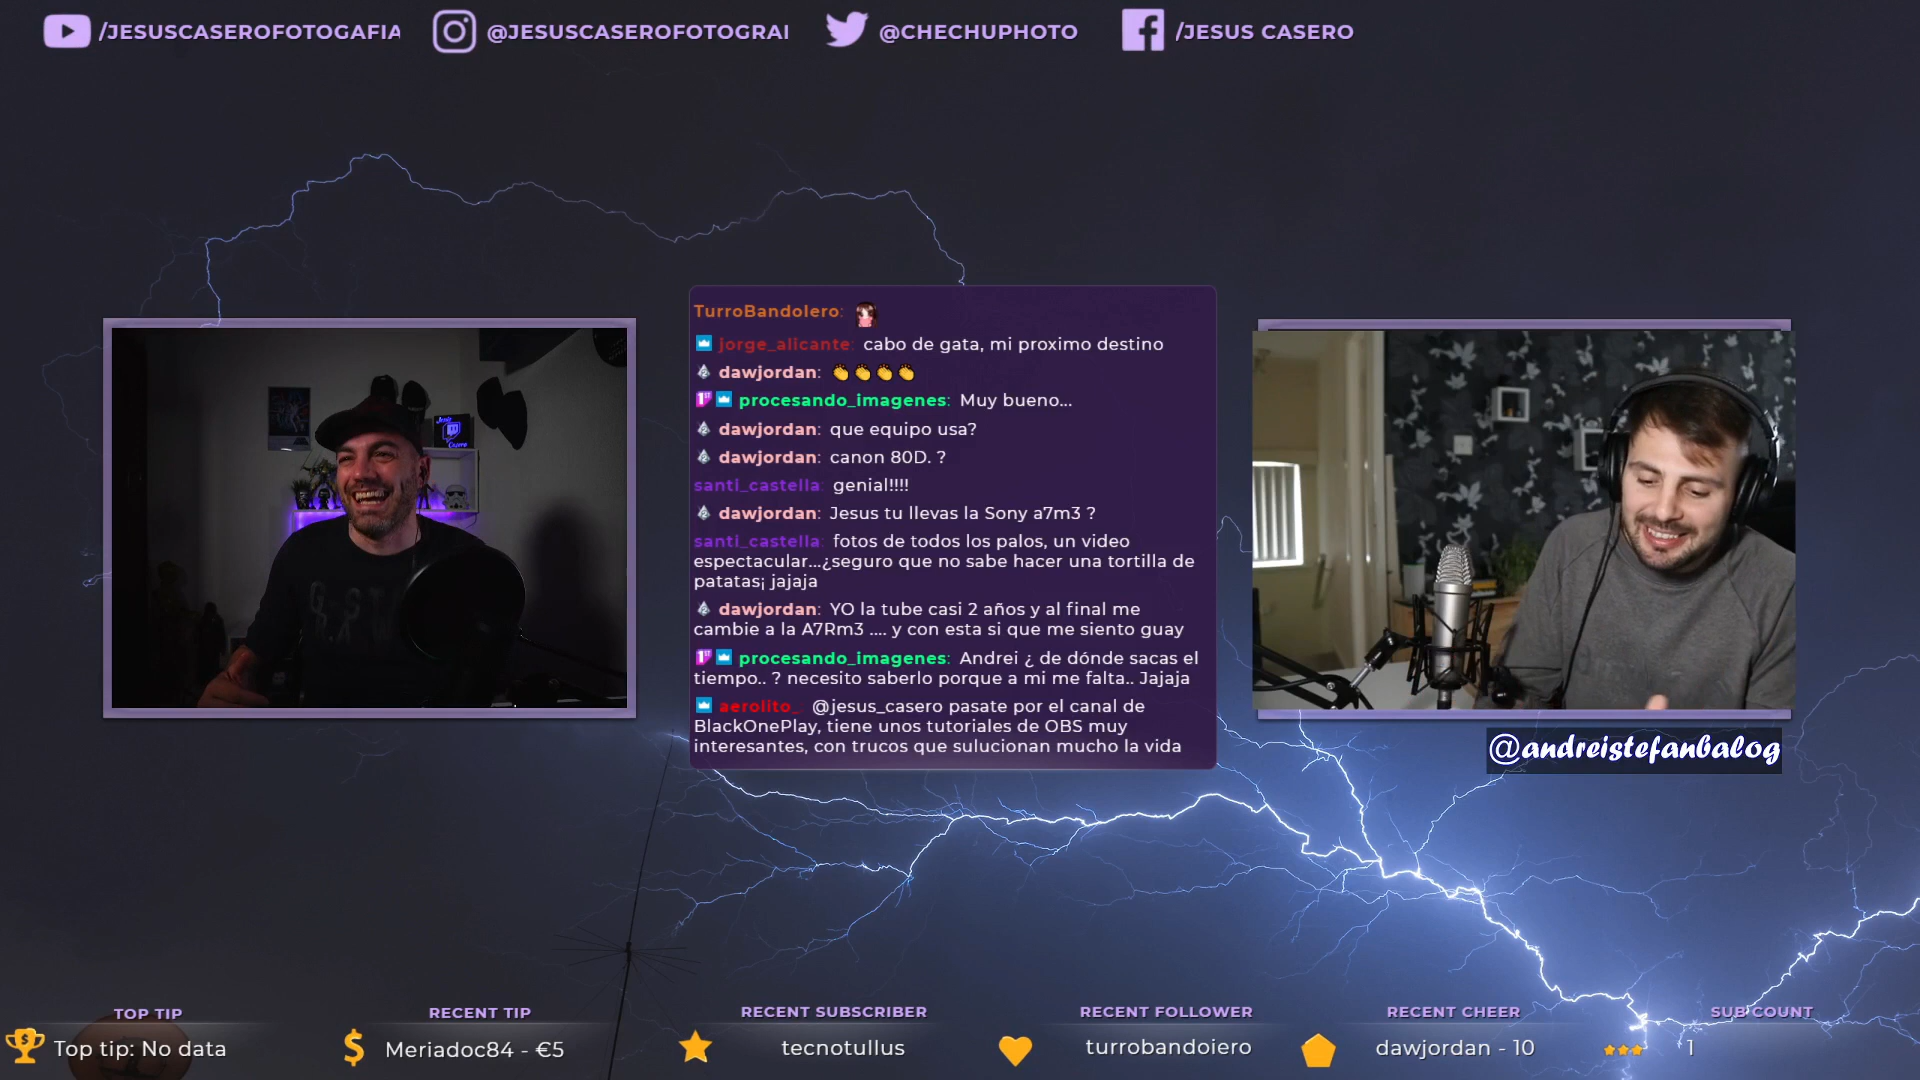 /JESUSCASEROFOTOGAFIA
@JESUSCASEROFOTOGRAI
@CHECHUPHOTO
/JESUS CASERO
TurroBandolero:
jorge_alicante: cabo de gata, mi proximo destino
dawjordan: 👏👏👏👏
procesando_imagenes: Muy bueno...
dawjordan: que equipo usa?
dawjordan: canon 80D. ?
santi_castella: genial!!!!
dawjordan: Jesus tu llevas la Sony a7m3 ?
santi_castella: fotos de todos los palos, un video
espectacular...¿seguro que no sabe hacer una tortilla de
patatas¡ jajaja
dawjordan: YO la tube casi 2 años y al final me
cambie a la A7Rm3 .... y con esta si que me siento guay
procesando_imagenes: Andrei ¿ de dónde sacas el
tiempo.. ? necesito saberlo porque a mi me falta.. Jajaja
aerolito_: @jesus_casero pasate por el canal de
BlackOnePlay, tiene unos tutoriales de OBS muy
interesantes, con trucos que sulucionan mucho la vida
Jesús
Casero
@andreistefanbalog
TOP TIP
Top tip: No data
RECENT TIP
Meriadoc84 - €5
RECENT SUBSCRIBER
tecnotullus
RECENT FOLLOWER
turrobandoiero
RECENT CHEER
dawjordan - 10
SUB COUNT
1